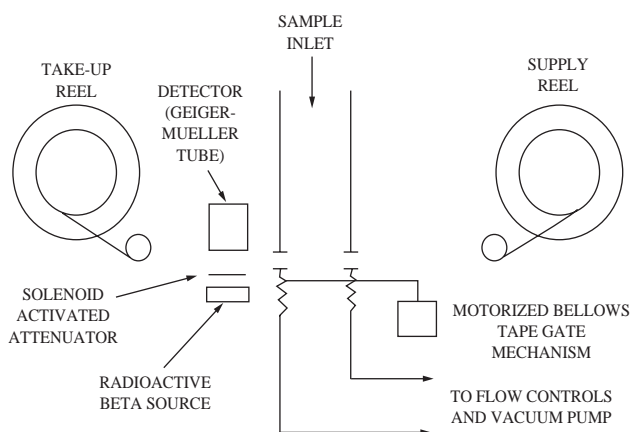 SAMPLE
INLET
TAKE-UP
REEL
DETECTOR
(GEIGER-
MUELLER
TUBE)
SUPPLY
REEL
SOLENOID
ACTIVATED
ATTENUATOR
RADIOACTIVE
BETA SOURCE
MOTORIZED BELLOWS
TAPE GATE
MECHANISM
TO FLOW CONTROLS
AND VACUUM PUMP